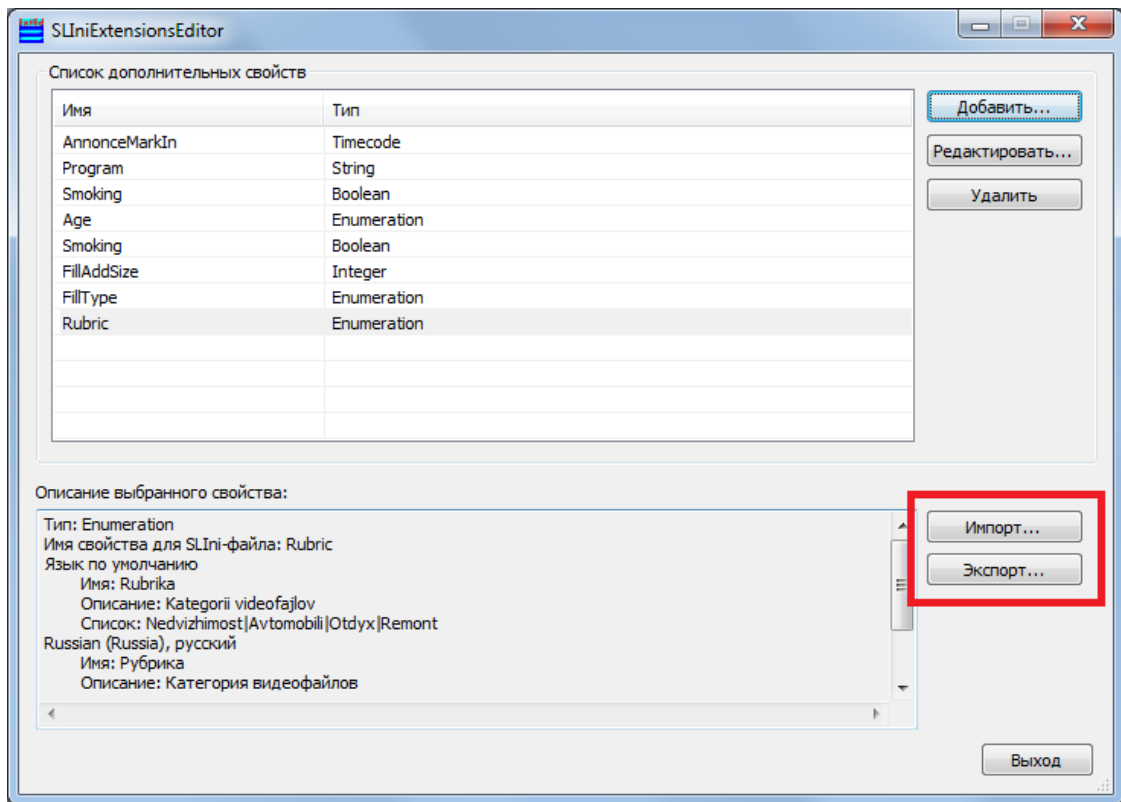 SLIniExtensionsEditor
Список дополнительных свойств
Имя Тип
Добавить...
AnnonceMarkIn Timecode
Редактировать...
Program String
Smoking Boolean
Удалить
Age Enumeration
Smoking Boolean
FillAddSize Integer
FillType Enumeration
Rubric Enumeration
Описание выбранного свойства:
Тип: Enumeration
Имя свойства для SLIni-файла: Rubric
Язык по умолчанию
Имя: Rubrika
Описание: Kategorii videofajlov
Список: Nedvizhimost|Avtomobili|Otdyx|Remont
Russian (Russia), русский
Имя: Рубрика
Описание: Категория видеофайлов
Импорт...
Экспорт...
Выход